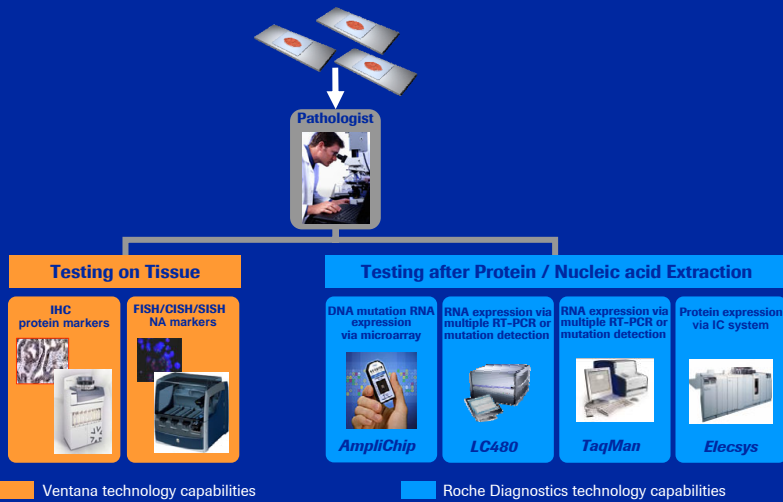 Pathologist
Testing on Tissue
Testing after Protein / Nucleic acid Extraction
IHC
protein markers
FISH/CISH/SISH
NA markers
DNA mutation RNA
expression
via microarray
AmpliChip
RNA expression via
multiple RT-PCR or
mutation detection
LC480
RNA expression via
multiple RT-PCR or
mutation detection
TaqMan
Protein expression
via IC system
Elecsys
Ventana technology capabilities
Roche Diagnostics technology capabilities